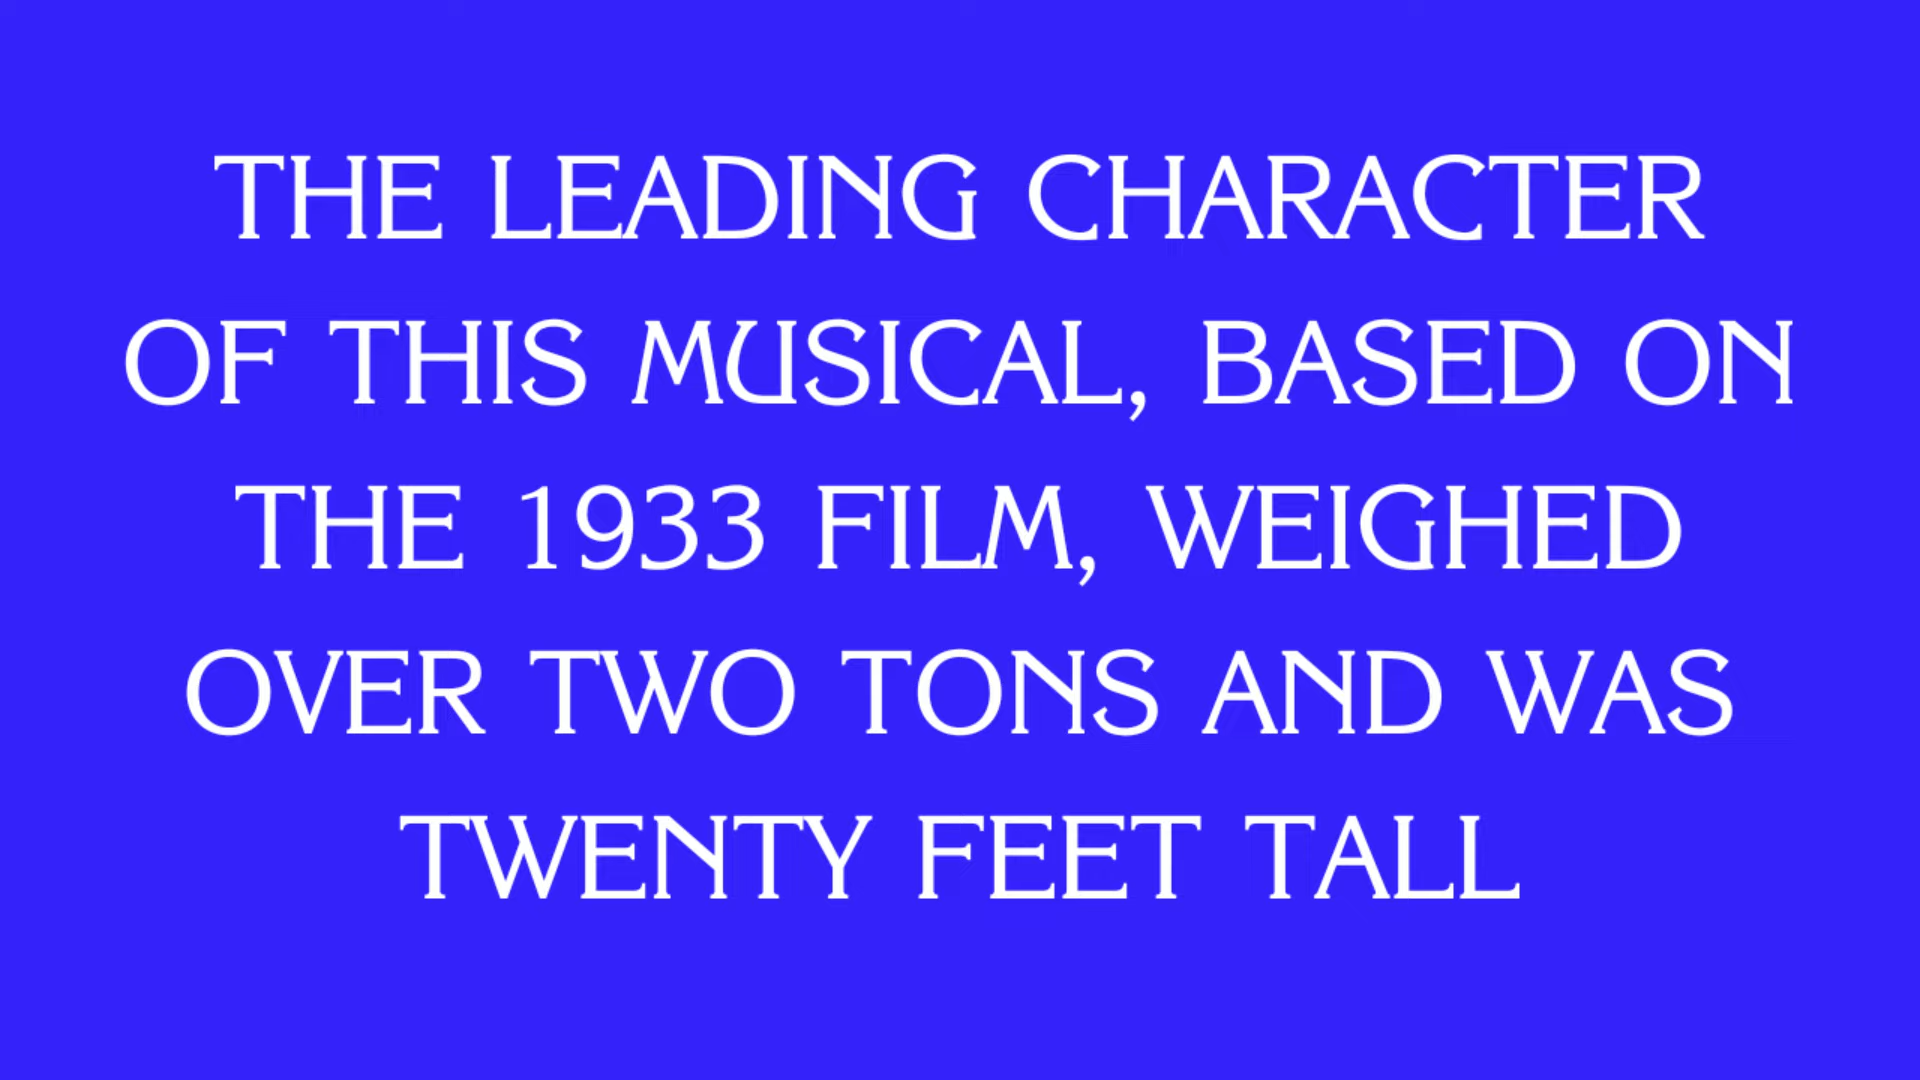 THE LEADING CHARACTER
OF THIS MUSICAL, BASED ON
THE 1933 FILM, WEIGHED
OVER TWO TONS AND WAS
TWENTY FEET TALL